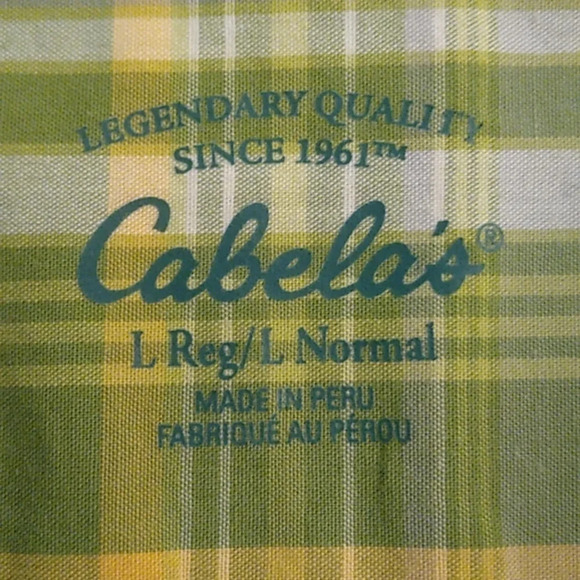 LEGENDARY QUALITY
SINCE 1961™
Cabela's®
L Reg/L Normal
MADE IN PERU
FABRIQUÉ AU PÉROU